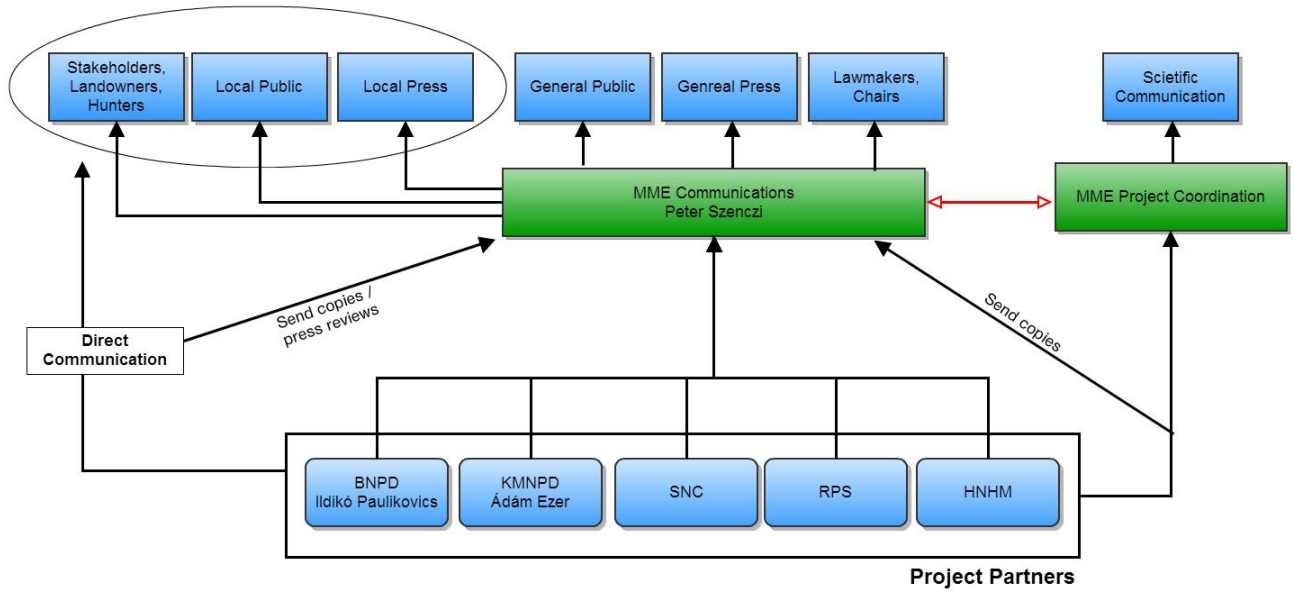 Stakeholders,
Landowners,
Hunters
Local Public
Local Press
General Public
Genreal Press
Lawmakers,
Chairs
Scietific
Communication
MME Communications
Peter Szenczi
MME Project Coordination
Send copies /
press reviews
Send copies
Direct
Communication
BNPD
Ildikó Paulikovics
KMNPD
Ádám Ezer
SNC
RPS
HNHM
Project Partners